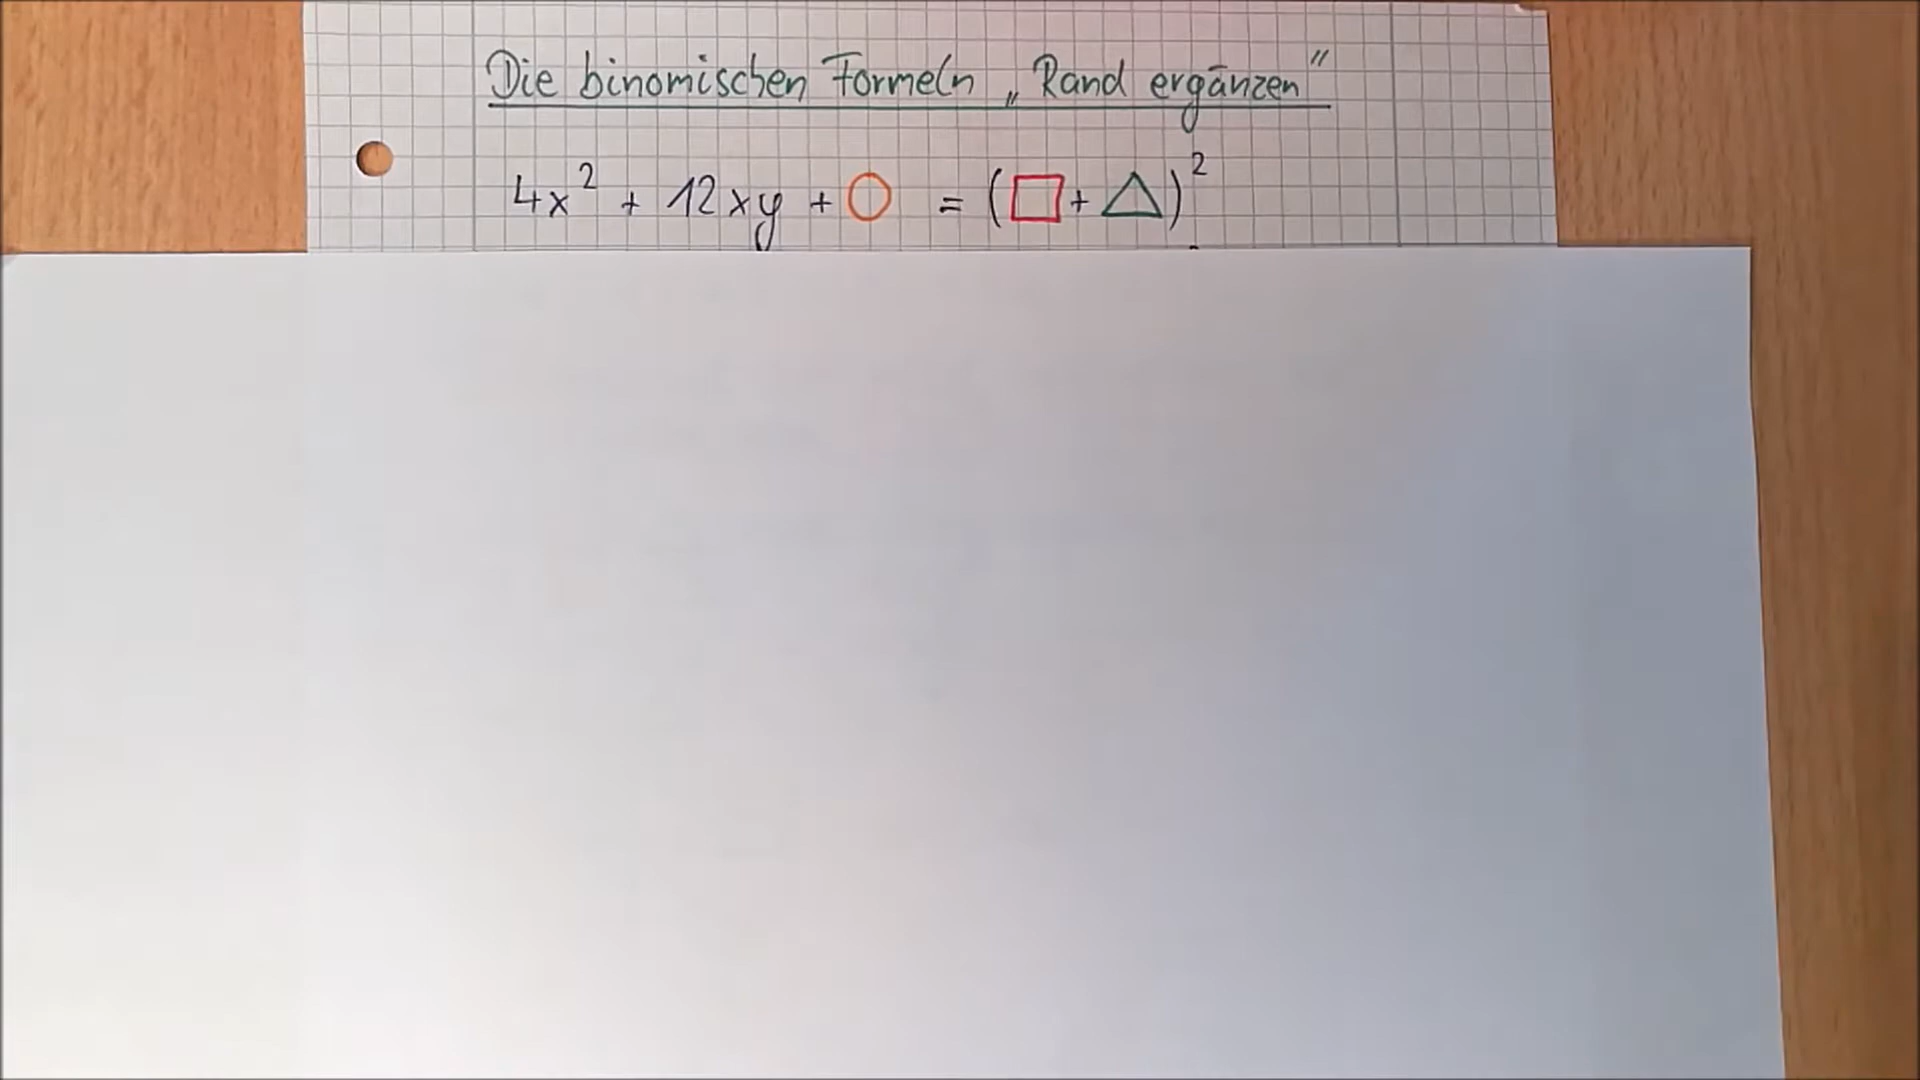 Die binomischen Formeln „Rand ergänzen"
4x² + 12xy + ○ = (□ + △)²